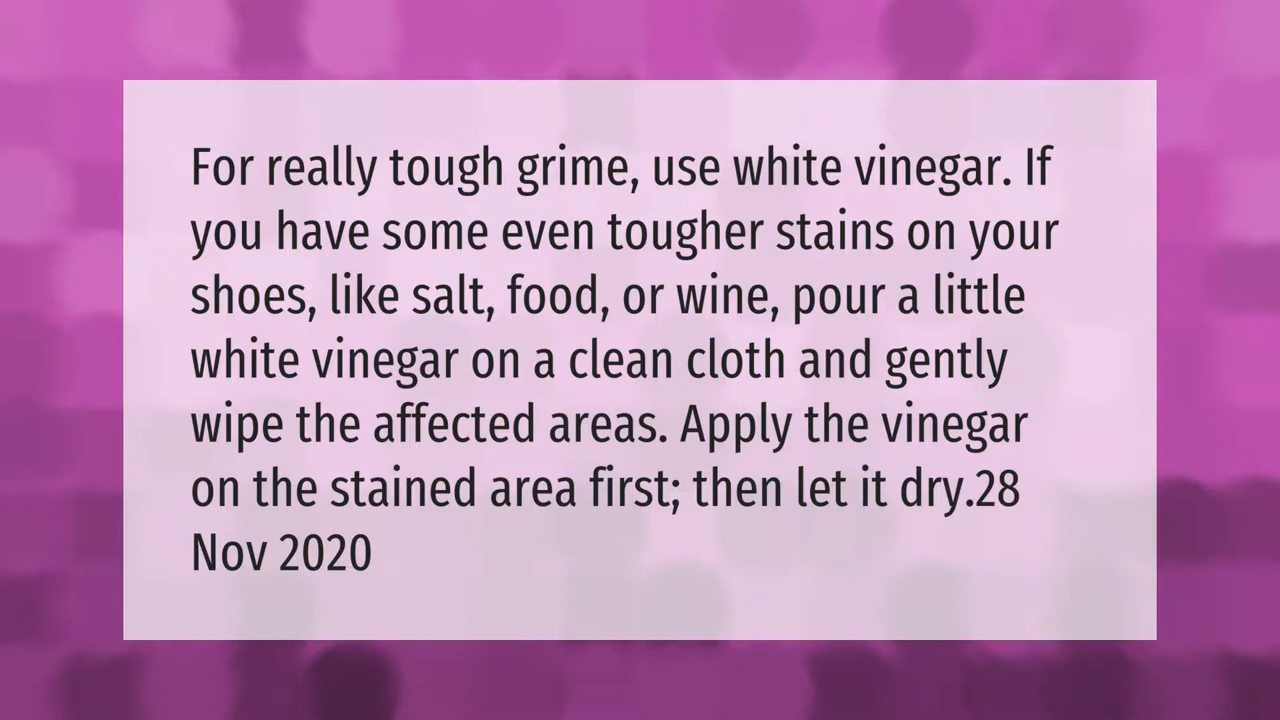 For really tough grime, use white vinegar. If
you have some even tougher stains on your
shoes, like salt, food, or wine, pour a little
white vinegar on a clean cloth and gently
wipe the affected areas. Apply the vinegar
on the stained area first; then let it dry.28
Nov 2020